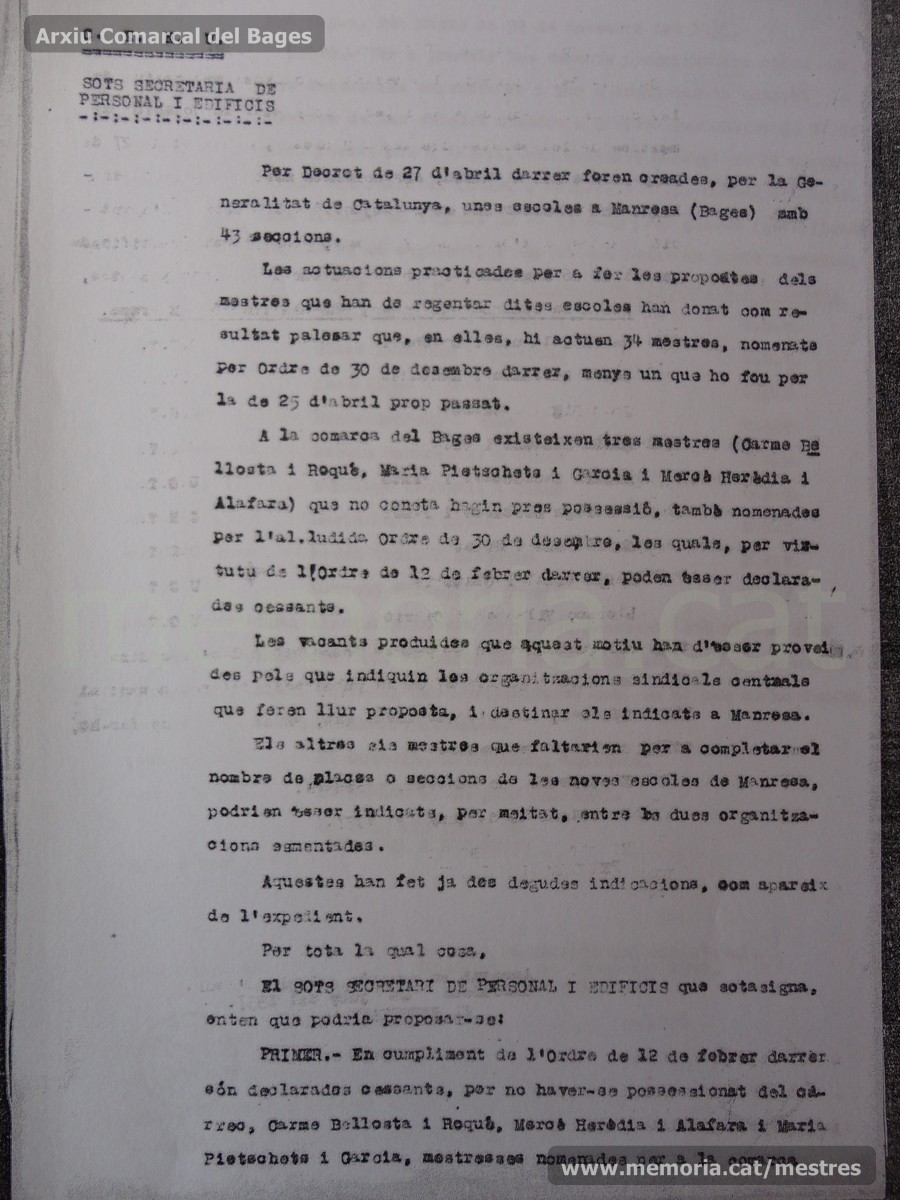 Arxiu Comarcal del Bages
SOTS SECRETARIA DE
PERSONAL I EDIFICIS
-:-:-:-:-:-:-:-:-:-
Per Decret de 27 d'abril darrer foren creades, per la Ge-
neralitat de Catalunya, unes escoles a Manresa (Bages) amb
43 seccions.
Les actuacions practicades per a fer les propostes dels
mestres que han de regentar dites escoles han donat com re-
sultat palesar que, en elles, hi actuen 34 mestres, nomenats
per Ordre de 30 de desembre darrer, menys un que ho fou per
la de 25 d'abril prop passat.
A la comarca del Bages existeixen tres mestres (Carme Be
llosta i Roqué, Maria Pietschets i Garcia i Mercè Herèdia i
Alafara) que no consta hagin pres possessió, també nomenades
per l'al.ludida Ordre de 30 de desembre, les quals, per vir-
tutu de l'Ordre de 12 de febrer darrer, poden ésser declara-
des cessants.
Les vacants produides que aquest motiu han d'ésser provei
des pels que indiquin les organitzacions sindicals centrals
que feren llur proposta, i destinar els indicats a Manresa.
Els altres sis mestres que faltarien per a completar el
nombre de places o seccions de les noves escoles de Manresa,
podrien ésser indicats, per meitat, entre les dues organitza-
cions esmentades.
Aquestes han fet ja des degudes indicacions, com apareix
de l'expedient.
Per tota la qual cosa,
El SOTS SECRETARI DE PERSONAL I EDIFICIS que sotasigna,
enten que podria proposar-se:
PRIMER.- En cumpliment de l'Ordre de 12 de febrer darrer
són declarades cessants, per no haver-se possessionat del cà-
rrec, Carme Bellosta i Roqué, Mercè Herèdia i Alafara i Maria
Pietschets i Garcia, mestresses nomenades per a la comarca
www.memoria.cat/mestres